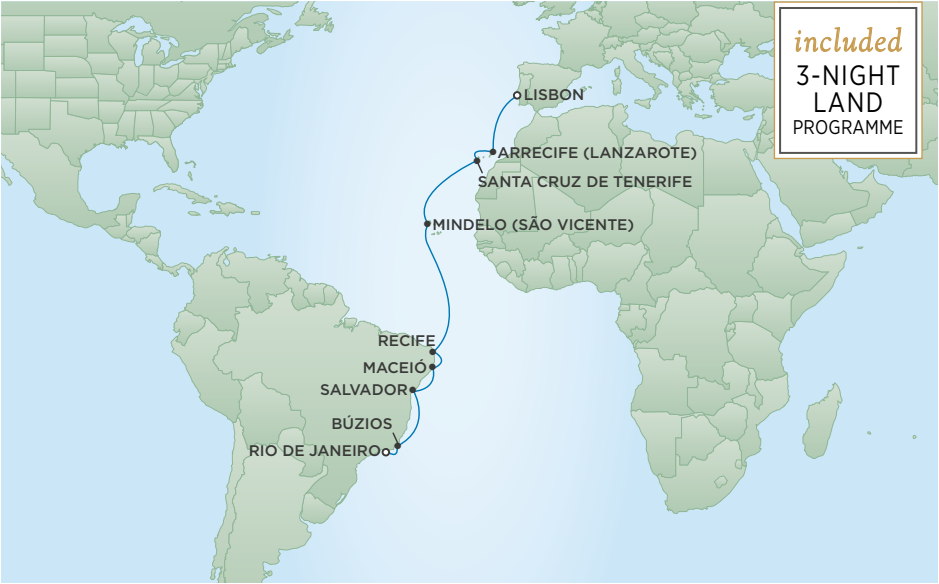 included
3-NIGHT
LAND
PROGRAMME
LISBON
ARRECIFE (LANZAROTE)
SANTA CRUZ DE TENERIFE
MINDELO (SÃO VICENTE)
RECIFE
MACEIÓ
SALVADOR
BÚZIOS
RIO DE JANEIRO